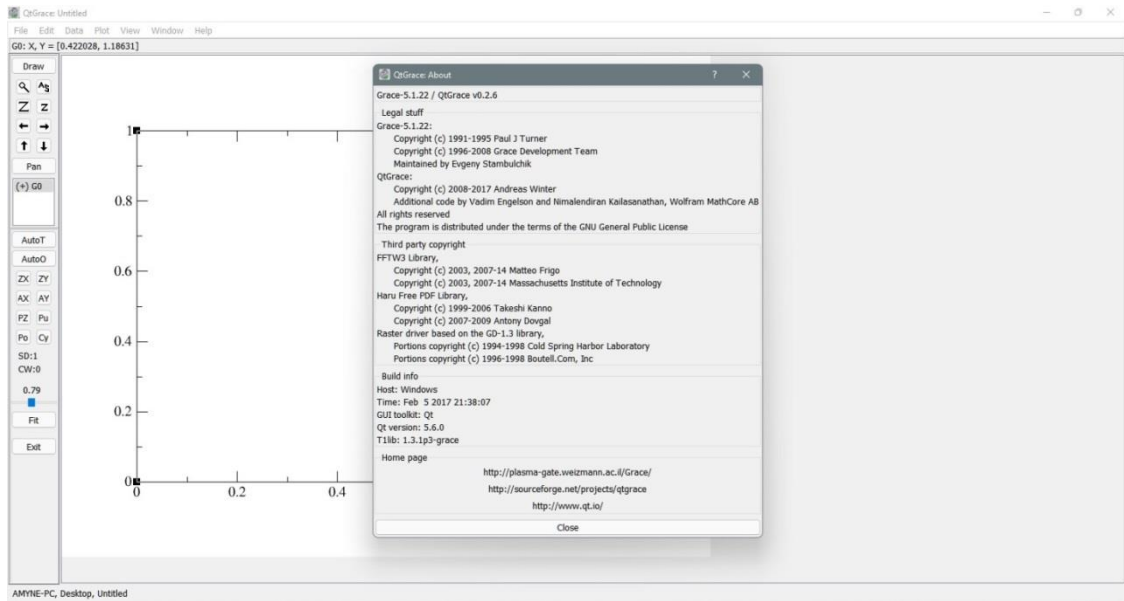 QtGrace: Untitled
File Edit Data Plot View Window Help
G0: X, Y = [0.422028, 1.18631]
Draw
Z z
Pan
(+) G0
AutoT
AutoO
ZX ZY
AX AY
PZ Pu
Po Cy
SD:1
CW:0
0.79
Fit
Exit
1
0.8
0.6
0.4
0.2
0
0 0.2 0.4
QtGrace: About
Grace-5.1.22 / QtGrace v0.2.6
Legal stuff
Grace-5.1.22:
Copyright (c) 1991-1995 Paul J Turner
Copyright (c) 1996-2008 Grace Development Team
Maintained by Evgeny Stambulchik
QtGrace:
Copyright (c) 2008-2017 Andreas Winter
Additional code by Vadim Engelson and Nimalendiran Kailasanathan, Wolfram MathCore AB
All rights reserved
The program is distributed under the terms of the GNU General Public License
Third party copyright
FFTW3 Library,
Copyright (c) 2003, 2007-14 Matteo Frigo
Copyright (c) 2003, 2007-14 Massachusetts Institute of Technology
Haru Free PDF Library,
Copyright (c) 1999-2006 Takeshi Kanno
Copyright (c) 2007-2009 Antony Dovgal
Raster driver based on the GD-1.3 library,
Portions copyright (c) 1994-1998 Cold Spring Harbor Laboratory
Portions copyright (c) 1996-1998 Boutell.Com, Inc
Build info
Host: Windows
Time: Feb 5 2017 21:38:07
GUI toolkit: Qt
Qt version: 5.6.0
T1lib: 1.3.1p3-grace
Home page
http://plasma-gate.weizmann.ac.il/Grace/
http://sourceforge.net/projects/qtgrace
http://www.qt.io/
Close
AMYNE-PC, Desktop, Untitled